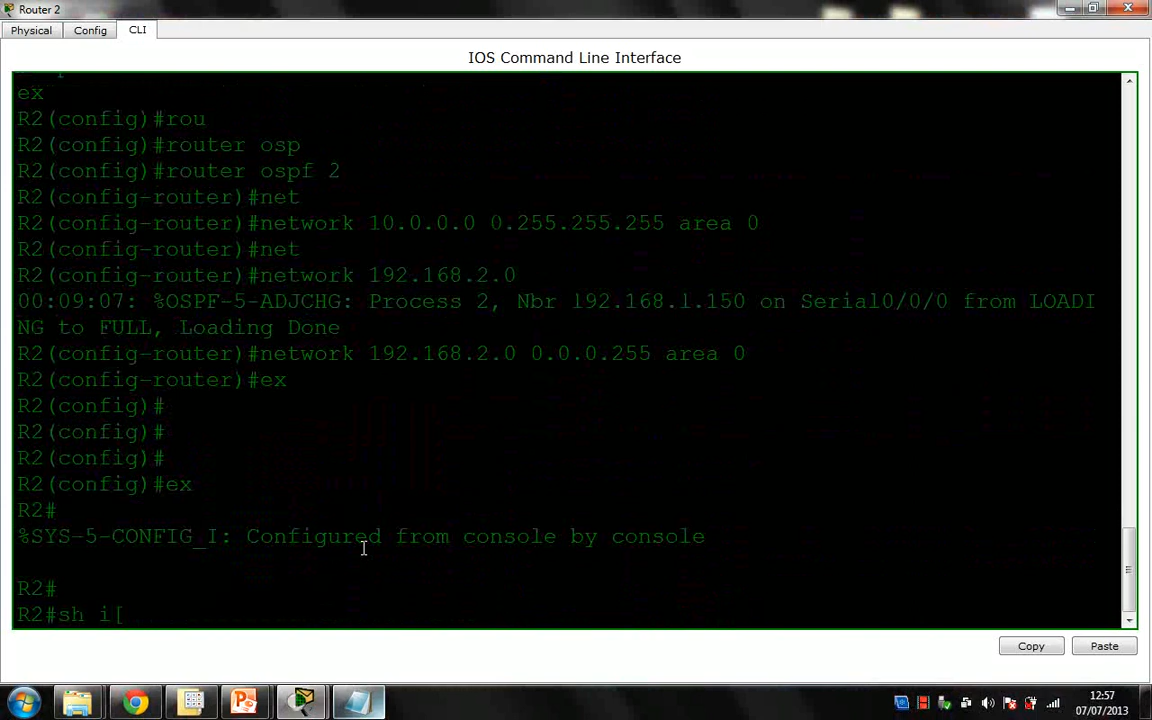 Router 2
Physical Config CLI
IOS Command Line Interface
ex
R2(config)#rou
R2(config)#router osp
R2(config)#router ospf 2
R2(config-router)#net
R2(config-router)#network 10.0.0.0 0.255.255.255 area 0
R2(config-router)#net
R2(config-router)#network 192.168.2.0
00:09:07: %OSPF-5-ADJCHG: Process 2, Nbr 192.168.1.150 on Serial0/0/0 from LOADI
NG to FULL, Loading Done
R2(config-router)#network 192.168.2.0 0.0.0.255 area 0
R2(config-router)#ex
R2(config)#
R2(config)#
R2(config)#
R2(config)#ex
R2#
%SYS-5-CONFIG_I: Configured from console by console
R2#
R2#sh i[
Copy Paste
12:57
07/07/2013